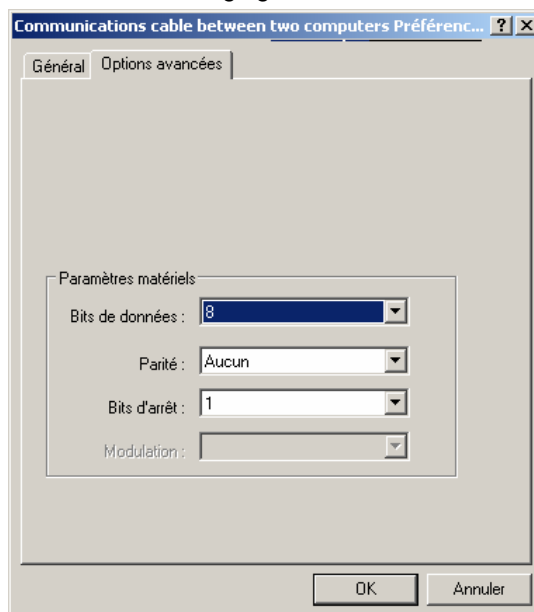 Communications cable between two computers Préférenc...
Général Options avancées
Paramètres matériels
Bits de données : 8
Parité : Aucun
Bits d'arrêt : 1
Modulation :
OK Annuler